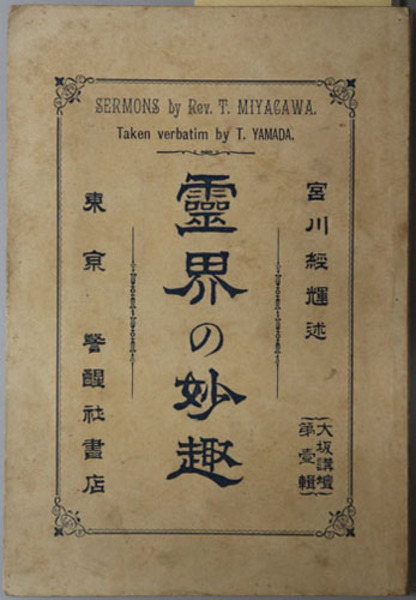 SERMONS by Rev. T. MIYAGAWA.
Taken verbatim by T. YAMADA.
宮川經輝述
大坂講壇
第壹輯
靈界の妙趣
東京 警醒社書店